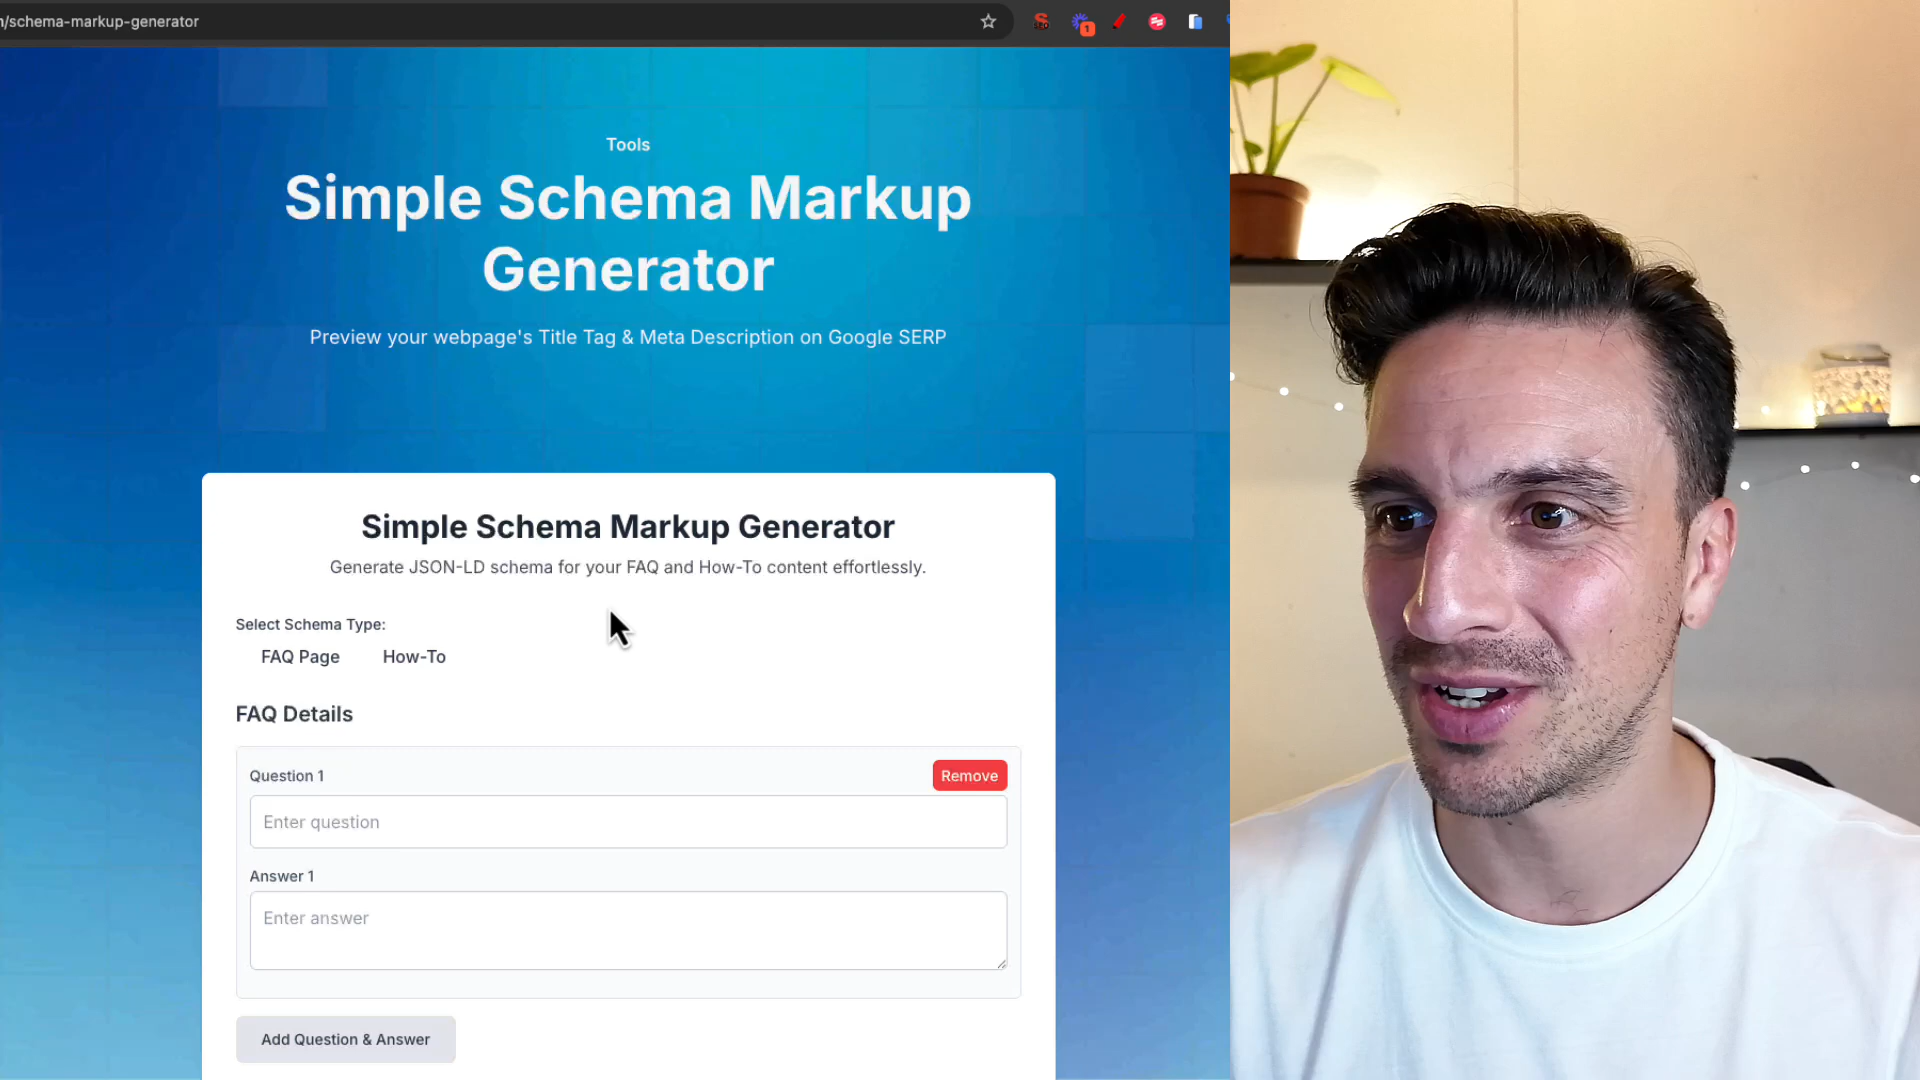 /schema-markup-generator
1
Tools
Simple Schema Markup
Generator
Preview your webpage's Title Tag & Meta Description on Google SERP
Simple Schema Markup Generator
Generate JSON-LD schema for your FAQ and How-To content effortlessly.
Select Schema Type:
FAQ Page How-To
FAQ Details
Question 1 Remove
Enter question
Answer 1
Enter answer
Add Question & Answer